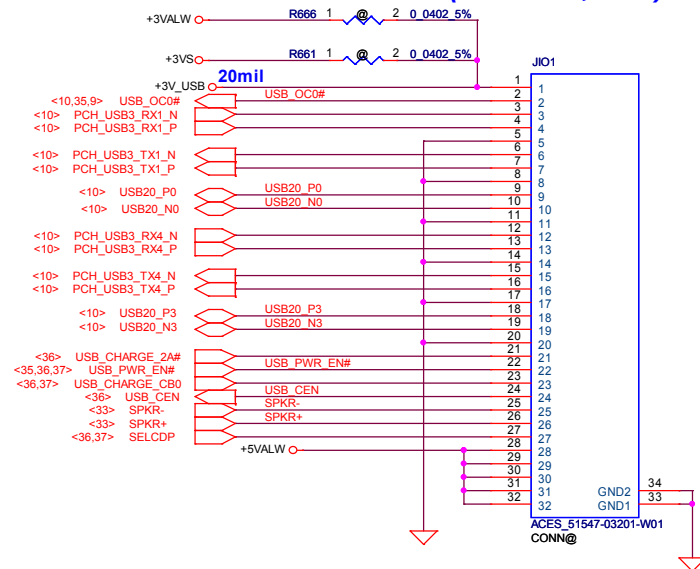 +3VALW R666 1 @ 2 0_0402_5%
+3VS R661 1 @ 2 0_0402_5%
JIO1
+3V_USB 20mil 1 1
<10,35,9> USB_OC0# USB_OC0# 2 2
<10> PCH_USB3_RX1_N 3 3
<10> PCH_USB3_RX1_P 4 4
5 5
<10> PCH_USB3_TX1_N 6 6
<10> PCH_USB3_TX1_P 7 7
8 8
<10> USB20_P0 USB20_P0 9 9
<10> USB20_N0 USB20_N0 10 10
11 11
<10> PCH_USB3_RX4_N 12 12
<10> PCH_USB3_RX4_P 13 13
14 14
<10> PCH_USB3_TX4_N 15 15
<10> PCH_USB3_TX4_P 16 16
17 17
<10> USB20_P3 USB20_P3 18 18
<10> USB20_N3 USB20_N3 19 19
20 20
<36> USB_CHARGE_2A# 21 21
<35,36,37> USB_PWR_EN# USB_PWR_EN# 22 22
<36,37> USB_CHARGE_CB0 23 23
<36> USB_CEN USB_CEN 24 24
<33> SPKR- SPKR- 25 25
<33> SPKR+ SPKR+ 26 26
<36,37> SELCDP 27 27
+5VALW 28 28
29 29
30 30
31 31 GND2 34
32 32 GND1 33
ACES_51547-03201-W01
CONN@